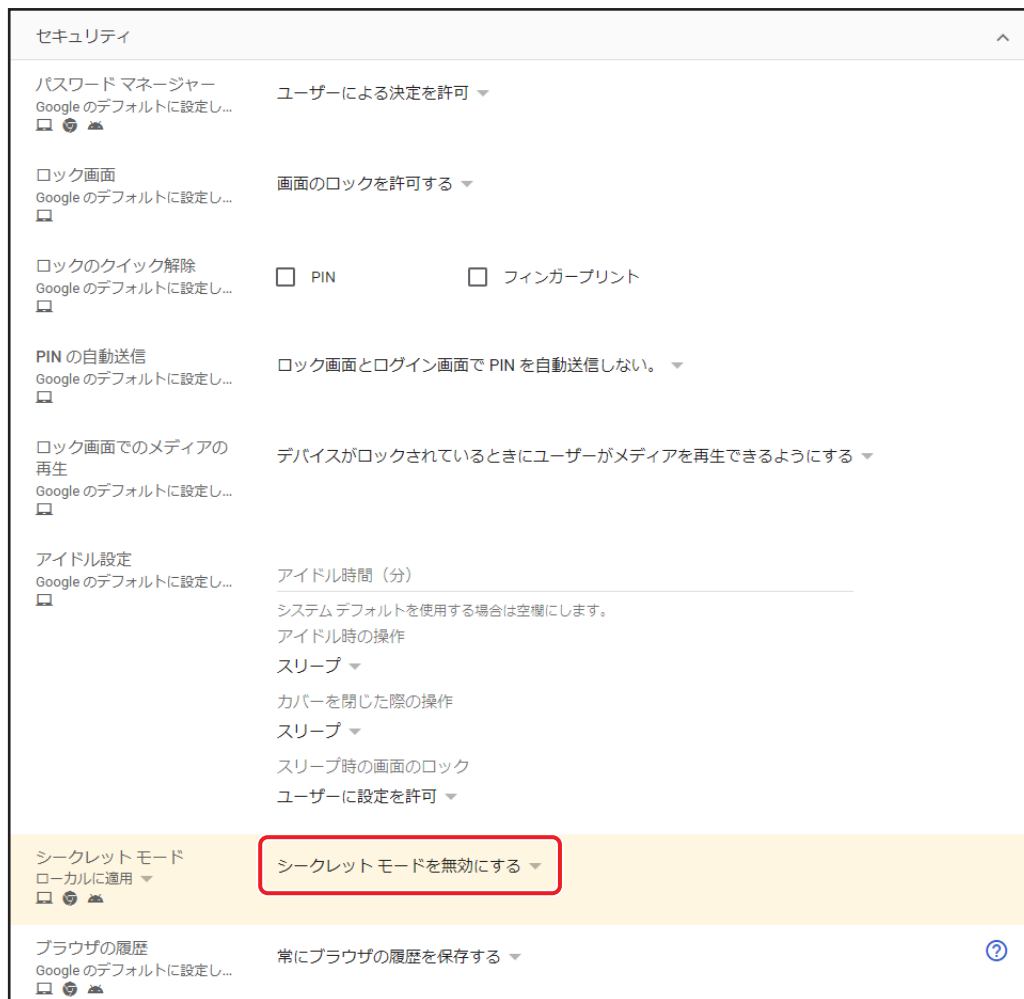 セキュリティ
パスワード マネージャー
Google のデフォルトに設定し...
ユーザーによる決定を許可
ロック画面
Google のデフォルトに設定し...
画面のロックを許可する
ロックのクイック解除
Google のデフォルトに設定し...
PIN
フィンガープリント
PIN の自動送信
Google のデフォルトに設定し...
ロック画面とログイン画面で PIN を自動送信しない。
ロック画面でのメディアの
再生
Google のデフォルトに設定し...
デバイスがロックされているときにユーザーがメディアを再生できるようにする
アイドル設定
Google のデフォルトに設定し...
アイドル時間（分）
システム デフォルトを使用する場合は空欄にします。
アイドル時の操作
スリープ
カバーを閉じた際の操作
スリープ
スリープ時の画面のロック
ユーザーに設定を許可
シークレット モード
ローカルに適用
シークレット モードを無効にする
ブラウザの履歴
Google のデフォルトに設定し...
常にブラウザの履歴を保存する